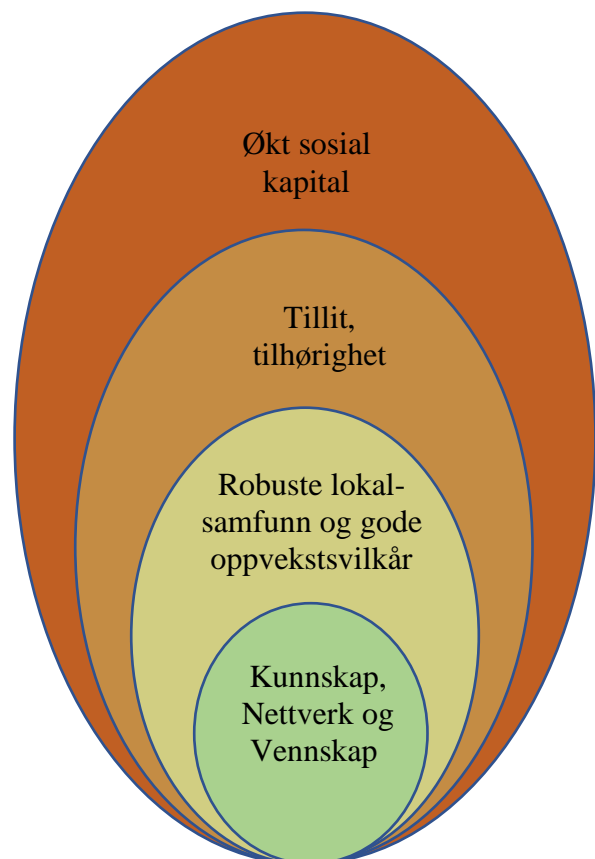 Økt sosial
kapital
Tillit,
tilhørighet
Robuste lokal-
samfunn og gode
oppvekstsvilkår
Kunnskap,
Nettverk og
Vennskap